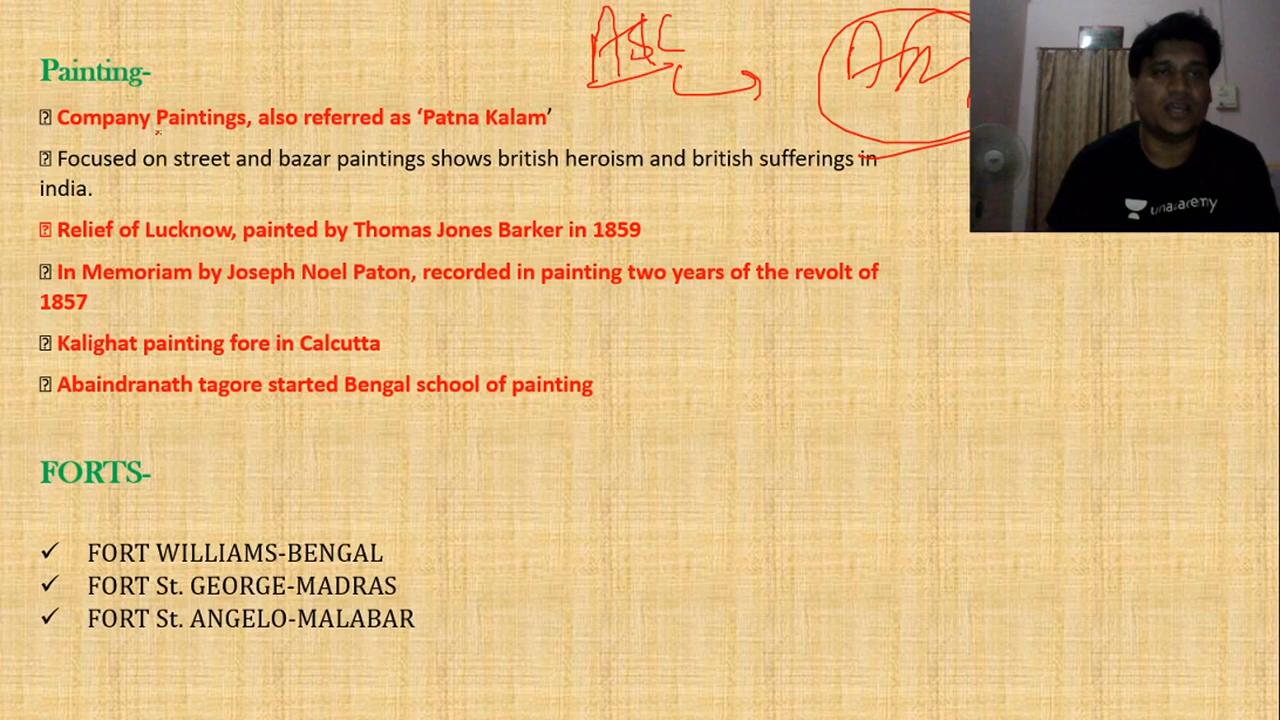 ASC
Painting-
Company Paintings, also referred as ‘Patna Kalam’
Focused on street and bazar paintings shows british heroism and british sufferings in
india.
Relief of Lucknow, painted by Thomas Jones Barker in 1859
In Memoriam by Joseph Noel Paton, recorded in painting two years of the revolt of
1857
Kalighat painting fore in Calcutta
Abaindranath tagore started Bengal school of painting
FORTS-
✓ FORT WILLIAMS-BENGAL
✓ FORT St. GEORGE-MADRAS
✓ FORT St. ANGELO-MALABAR
unacademy